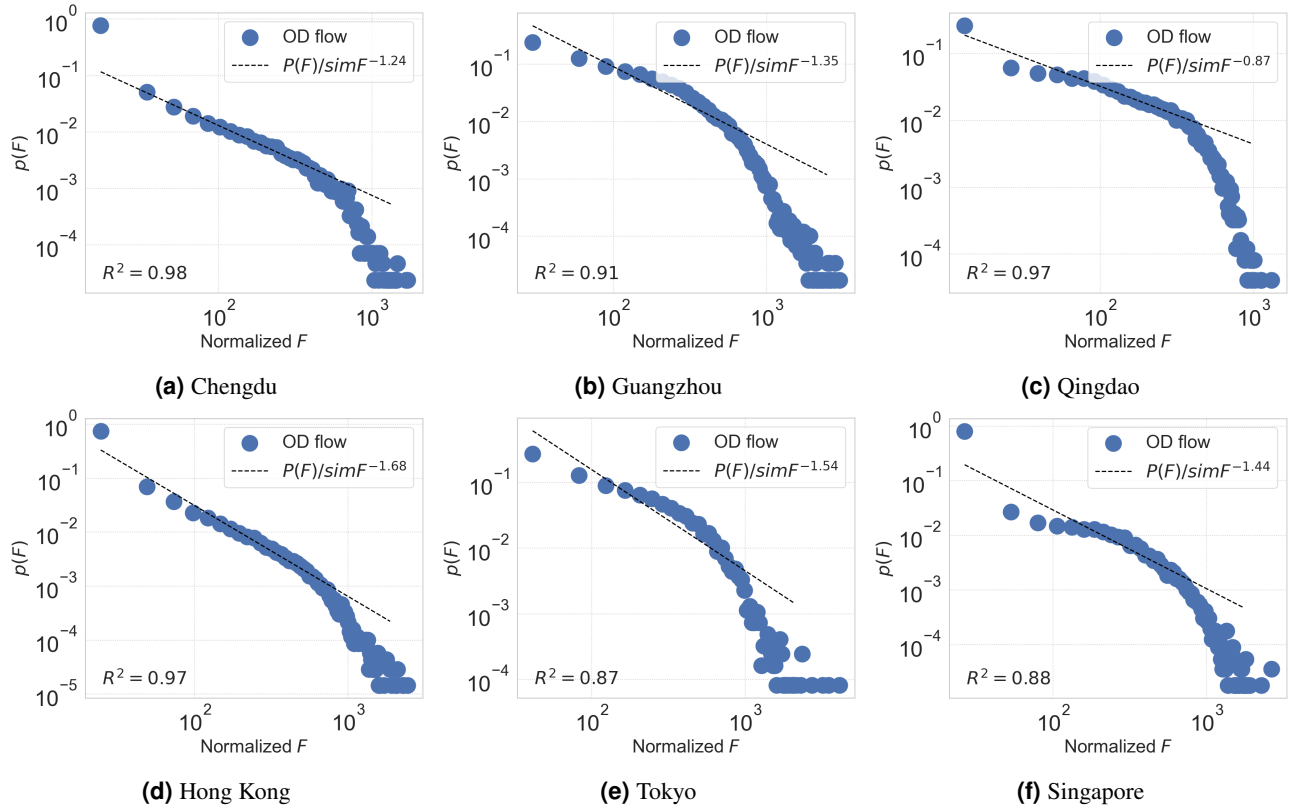 10^0
10^{-1}
10^{-2}
10^{-3}
10^{-4}
p(F)
OD flow
P(F)/simF^{-1.24}
R^2 = 0.98
10^2
10^3
Normalized F
(a) Chengdu
10^{-1}
10^{-2}
10^{-3}
10^{-4}
p(F)
OD flow
P(F)/simF^{-1.35}
R^2 = 0.91
10^2
10^3
Normalized F
(b) Guangzhou
10^{-1}
10^{-2}
10^{-3}
10^{-4}
p(F)
OD flow
P(F)/simF^{-0.87}
R^2 = 0.97
10^2
10^3
Normalized F
(c) Qingdao
10^0
10^{-1}
10^{-2}
10^{-3}
10^{-4}
10^{-5}
p(F)
OD flow
P(F)/simF^{-1.68}
R^2 = 0.97
10^2
10^3
Normalized F
(d) Hong Kong
10^{-1}
10^{-2}
10^{-3}
10^{-4}
p(F)
OD flow
P(F)/simF^{-1.54}
R^2 = 0.87
10^2
10^3
Normalized F
(e) Tokyo
10^0
10^{-1}
10^{-2}
10^{-3}
10^{-4}
p(F)
OD flow
P(F)/simF^{-1.44}
R^2 = 0.88
10^2
10^3
Normalized F
(f) Singapore